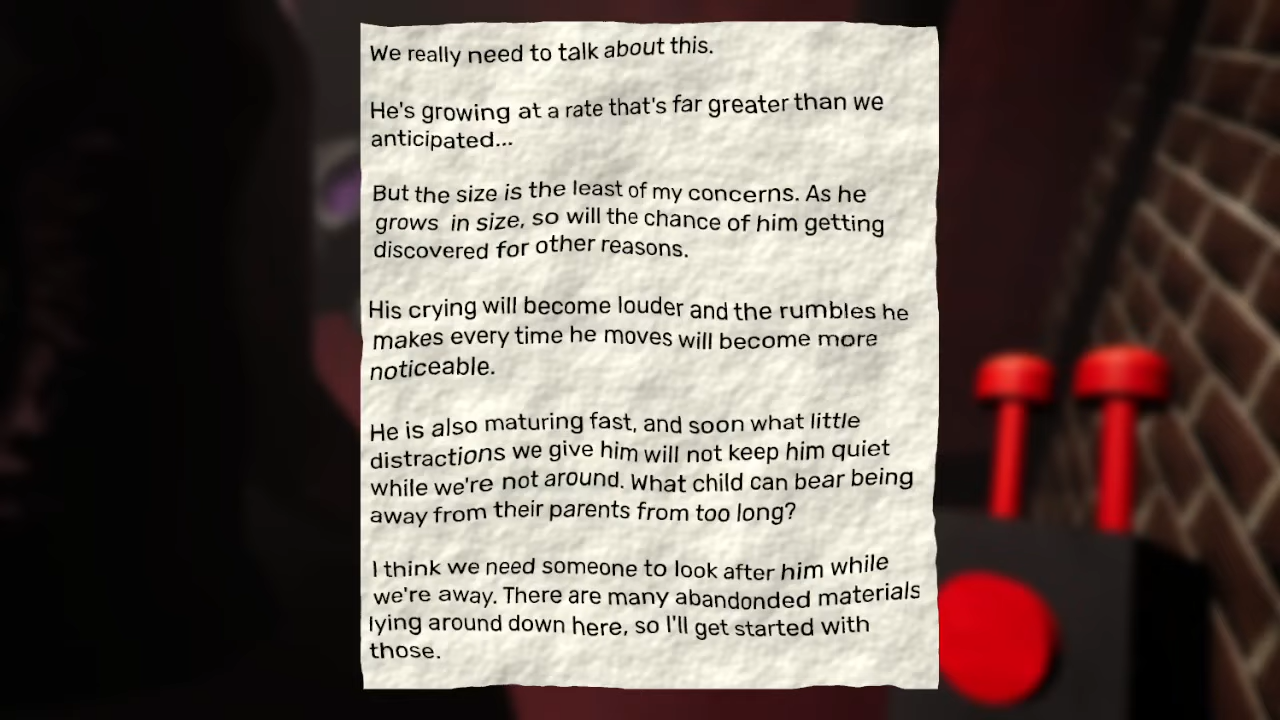 We really need to talk about this.
He's growing at a rate that's far greater than we
anticipated...
But the size is the least of my concerns. As he
grows in size, so will the chance of him getting
discovered for other reasons.
His crying will become louder and the rumbles he
makes every time he moves will become more
noticeable.
He is also maturing fast, and soon what little
distractions we give him will not keep him quiet
while we're not around. What child can bear being
away from their parents from too long?
I think we need someone to look after him while
we're away. There are many abandonded materials
lying around down here, so I'll get started with
those.